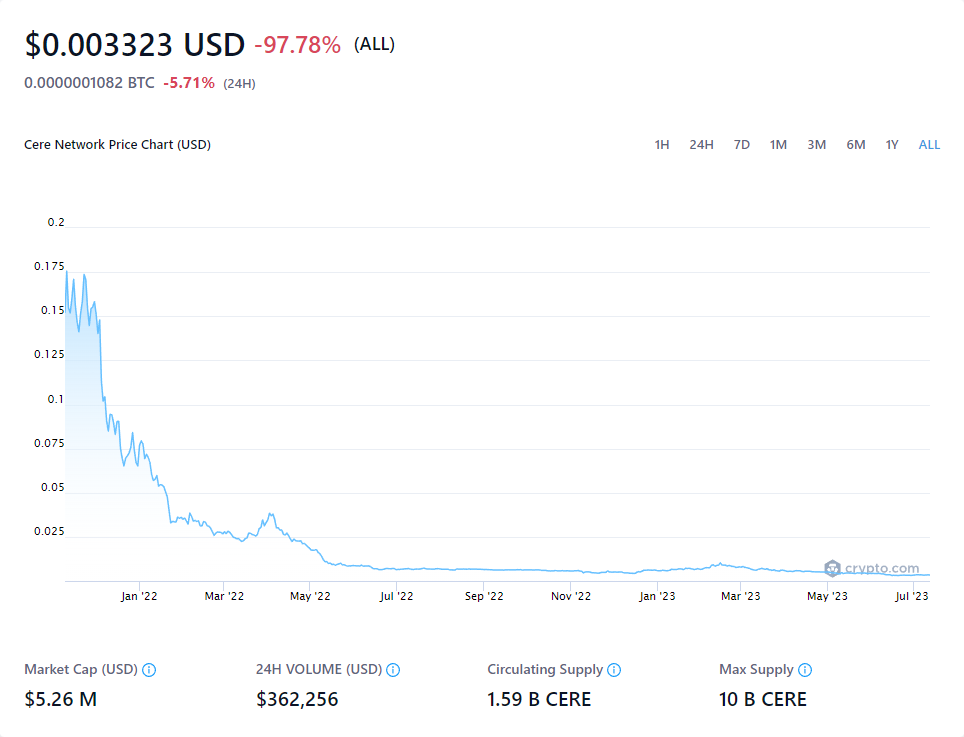 $0.003323 USD -97.78% (ALL)
0.0000001082 BTC -5.71% (24H)
Cere Network Price Chart (USD) 1H 24H 7D 1M 3M 6M 1Y ALL
0.2
0.175
0.15
0.125
0.1
0.075
0.05
0.025
crypto.com
Jan '22 Mar '22 May '22 Jul '22 Sep '22 Nov '22 Jan '23 Mar '23 May '23 Jul '23
Market Cap (USD) 24H VOLUME (USD) Circulating Supply Max Supply
$5.26 M $362,256 1.59 B CERE 10 B CERE